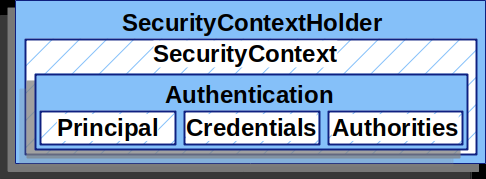 SecurityContextHolder
SecurityContext
Authentication
Principal Credentials Authorities